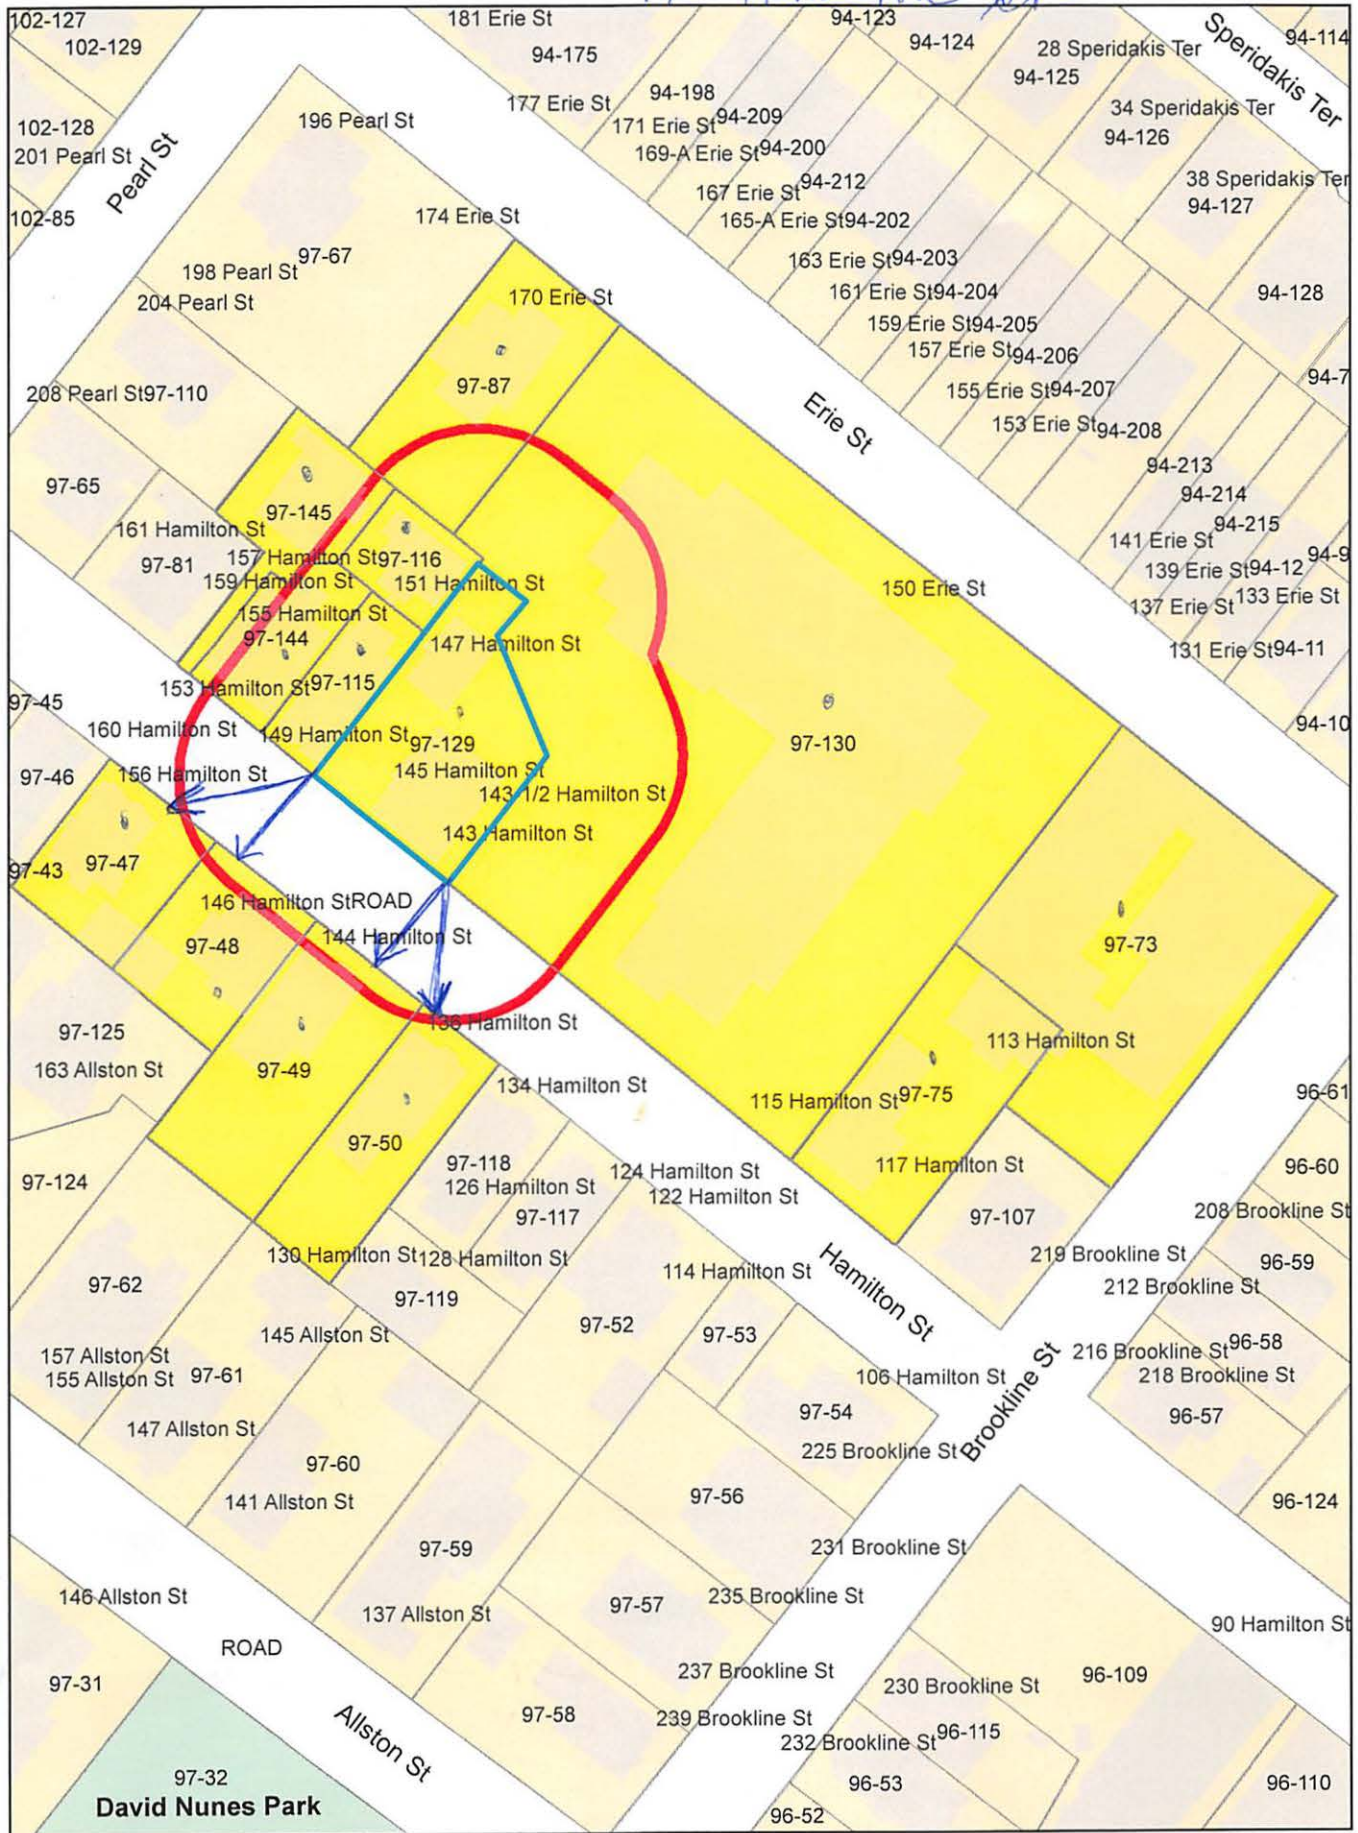 181 Erie St
94-123
102-127
102-129
94-175
94-124
28 Speridakis Ter
94-125
Speridakis Ter
94-114
177 Erie St
94-198
171 Erie St
94-209
34 Speridakis Ter
94-126
196 Pearl St
102-128
201 Pearl St
169-A Erie St
94-200
167 Erie St
94-212
38 Speridakis Ter
94-127
Pearl St
102-85
174 Erie St
165-A Erie St
94-202
163 Erie St
94-203
97-67
198 Pearl St
204 Pearl St
170 Erie St
161 Erie St
94-204
94-128
159 Erie St
94-205
157 Erie St
94-206
94-7
208 Pearl St
97-110
97-87
Erie St
155 Erie St
94-207
153 Erie St
94-208
94-213
94-214
94-215
97-65
97-145
161 Hamilton St
97-81
157 Hamilton St
97-116
159 Hamilton St
151 Hamilton St
150 Erie St
141 Erie St
94-9
139 Erie St
94-12
133 Erie St
137 Erie St
155 Hamilton St
97-144
147 Hamilton St
131 Erie St
94-11
153 Hamilton St
97-115
97-45
160 Hamilton St
149 Hamilton St
97-129
97-130
94-10
97-46
156 Hamilton St
145 Hamilton St
143 1/2 Hamilton St
143 Hamilton St
97-43
97-47
146 Hamilton St
ROAD
144 Hamilton St
97-48
97-73
136 Hamilton St
97-125
163 Allston St
97-49
113 Hamilton St
134 Hamilton St
115 Hamilton St
97-75
96-61
97-50
97-118
126 Hamilton St
124 Hamilton St
122 Hamilton St
117 Hamilton St
96-60
97-124
97-117
97-107
208 Brookline St
130 Hamilton St
128 Hamilton St
114 Hamilton St
Hamilton St
219 Brookline St
96-59
212 Brookline St
97-62
97-119
97-52
97-53
145 Allston St
157 Allston St
155 Allston St
97-61
216 Brookline St
96-58
218 Brookline St
106 Hamilton St
Brookline St
97-54
96-57
147 Allston St
225 Brookline St
97-60
141 Allston St
97-56
96-124
97-59
231 Brookline St
146 Allston St
137 Allston St
97-57
235 Brookline St
90 Hamilton St
ROAD
97-31
237 Brookline St
230 Brookline St
96-109
97-58
239 Brookline St
232 Brookline St
96-115
Allston St
97-32
David Nunes Park
96-53
96-110
96-52